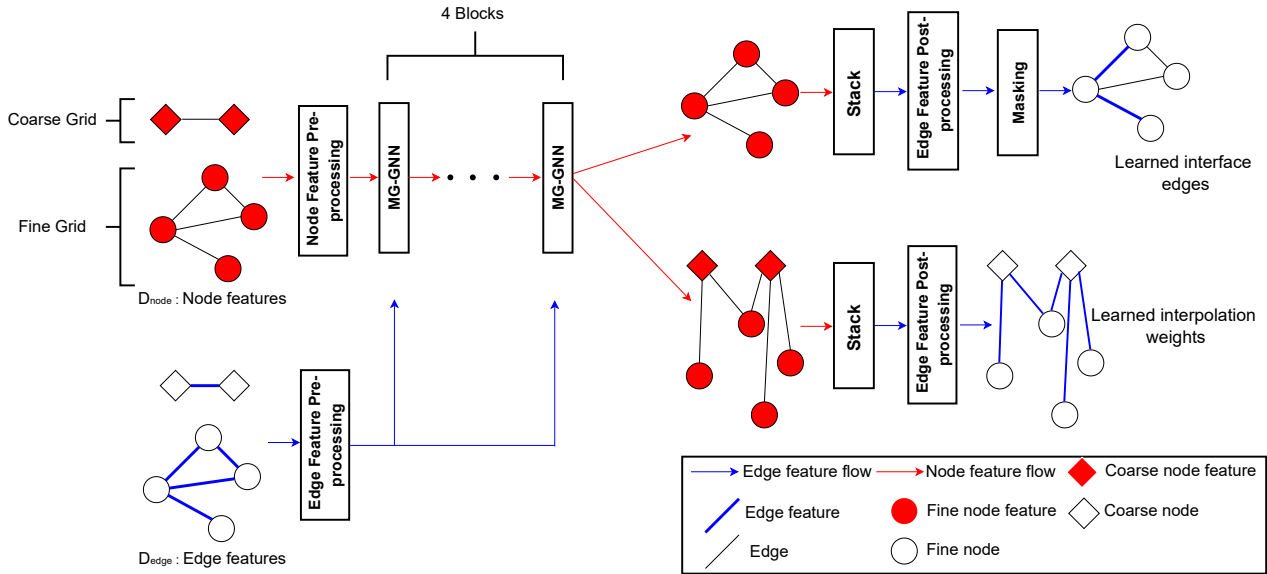 4 Blocks
Coarse Grid
Fine Grid
Dnode : Node features
Node Feature Pre-
processing
MG-GNN
• • •
MG-GNN
Stack
Edge Feature Post-
processing
Masking
Learned interface
edges
Stack
Edge Feature Post-
processing
Learned interpolation
weights
Edge Feature Pre-
processing
Dedge : Edge features
Edge feature flow
Node feature flow
Coarse node feature
Edge feature
Fine node feature
Coarse node
Edge
Fine node